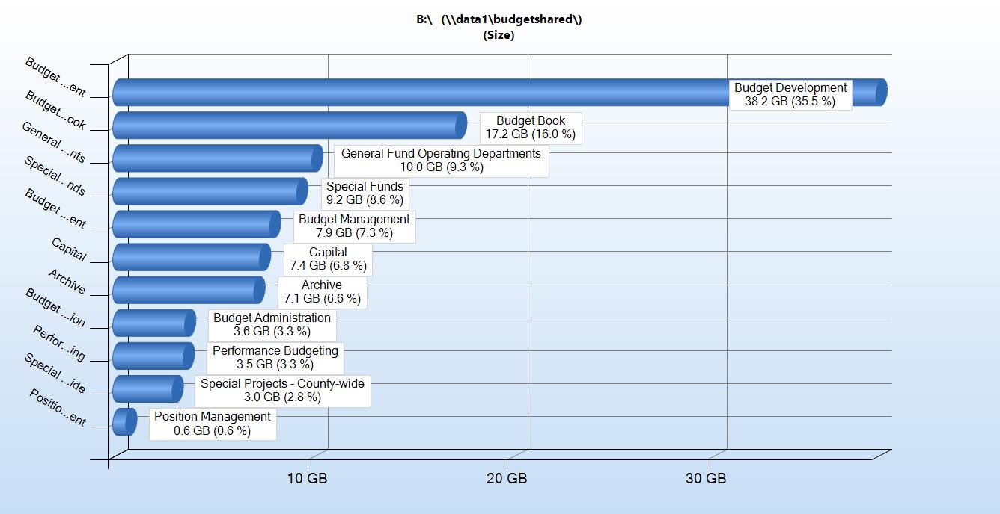 B:\ (\\data1\budgetshared\)
(Size)
Budget ...ent
Budget Development
38.2 GB (35.5 %)
Budget...ook
Budget Book
17.2 GB (16.0 %)
General ...nts
General Fund Operating Departments
10.0 GB (9.3 %)
Special...nds
Special Funds
9.2 GB (8.6 %)
Budget ...ent
Budget Management
7.9 GB (7.3 %)
Capital
Capital
7.4 GB (6.8 %)
Archive
Archive
7.1 GB (6.6 %)
Budget ...ion
Budget Administration
3.6 GB (3.3 %)
Perfor...ing
Performance Budgeting
3.5 GB (3.3 %)
Special ...ide
Special Projects - County-wide
3.0 GB (2.8 %)
Positio...ent
Position Management
0.6 GB (0.6 %)
10 GB
20 GB
30 GB